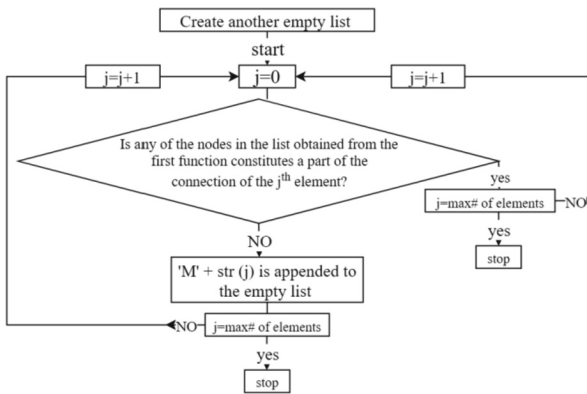 Create another empty list
start
j=j+1
j=0
j=j+1
Is any of the nodes in the list obtained from the
first function constitutes a part of the
connection of the jth element?
yes
j=max# of elements
NO
yes
stop
NO
'M' + str (j) is appended to
the empty list
NO
j=max# of elements
yes
stop